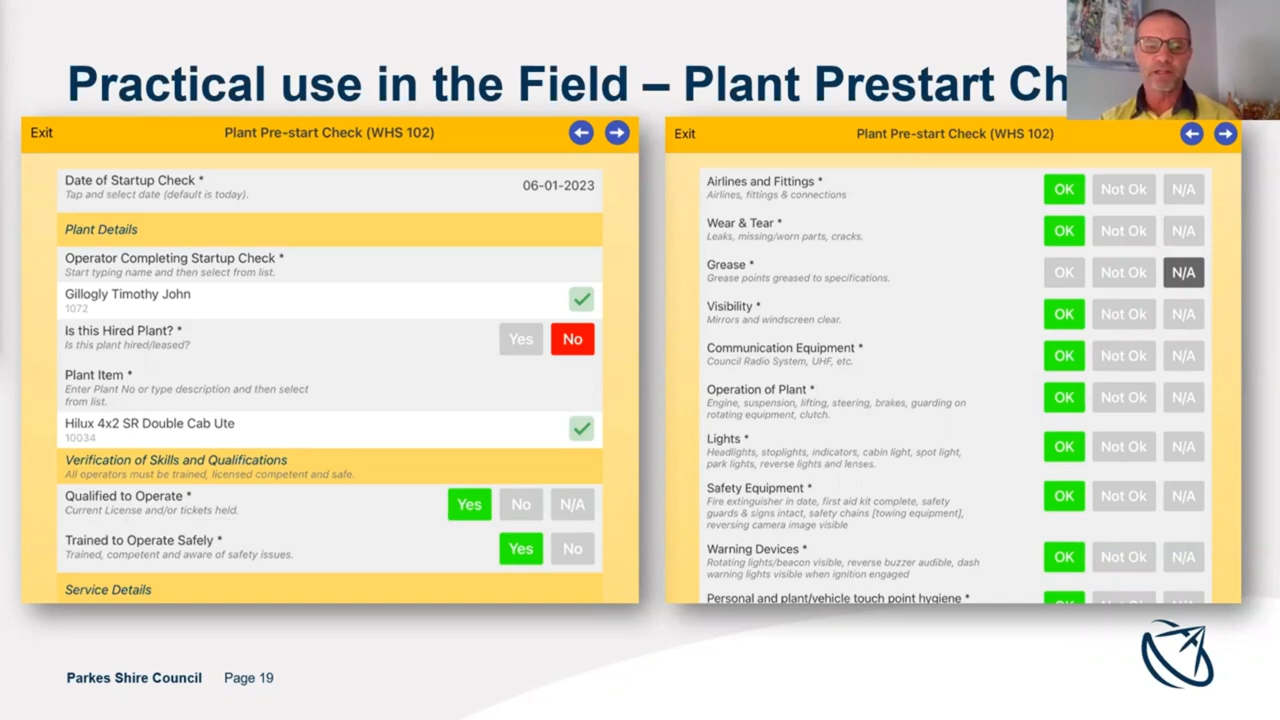 Practical use in the Field – Plant Prestart Ch
Exit
Plant Pre-start Check (WHS 102)
Date of Startup Check *
06-01-2023
Tap and select date (default is today).
Plant Details
Operator Completing Startup Check *
Start typing name and then select from list.
Gillogly Timothy John
1072
Is this Hired Plant? *
Is this plant hired/leased?
Yes No
Plant Item *
Enter Plant No or type description and then select
from list.
Hilux 4x2 SR Double Cab Ute
10034
Verification of Skills and Qualifications
All operators must be trained, licensed competent and safe.
Qualified to Operate *
Current License and/or tickets held.
Yes No N/A
Trained to Operate Safely *
Trained, competent and aware of safety issues.
Yes No
Service Details
Exit
Plant Pre-start Check (WHS 102)
Airlines and Fittings *
Airlines, fittings & connections
OK Not Ok N/A
Wear & Tear *
Leaks, missing/worn parts, cracks.
OK Not Ok N/A
Grease *
Grease points greased to specifications.
OK Not Ok N/A
Visibility *
Mirrors and windscreen clear.
OK Not Ok N/A
Communication Equipment *
Council Radio System, UHF, etc.
OK Not Ok N/A
Operation of Plant *
Engine, suspension, lifting, steering, brakes, guarding on
rotating equipment, clutch.
OK Not Ok N/A
Lights *
Headlights, stoplights, indicators, cabin light, spot light,
park lights, reverse lights and lenses.
OK Not Ok N/A
Safety Equipment *
Fire extinguisher in date, first aid kit complete, safety
guards & signs intact, safety chains [towing equipment],
reversing camera image visible
OK Not Ok N/A
Warning Devices *
Rotating lights/beacon visible, reverse buzzer audible, dash
warning lights visible when ignition engaged
OK Not Ok N/A
Personal and plant/vehicle touch point hygiene *
OK Not Ok N/A
Parkes Shire Council Page 19